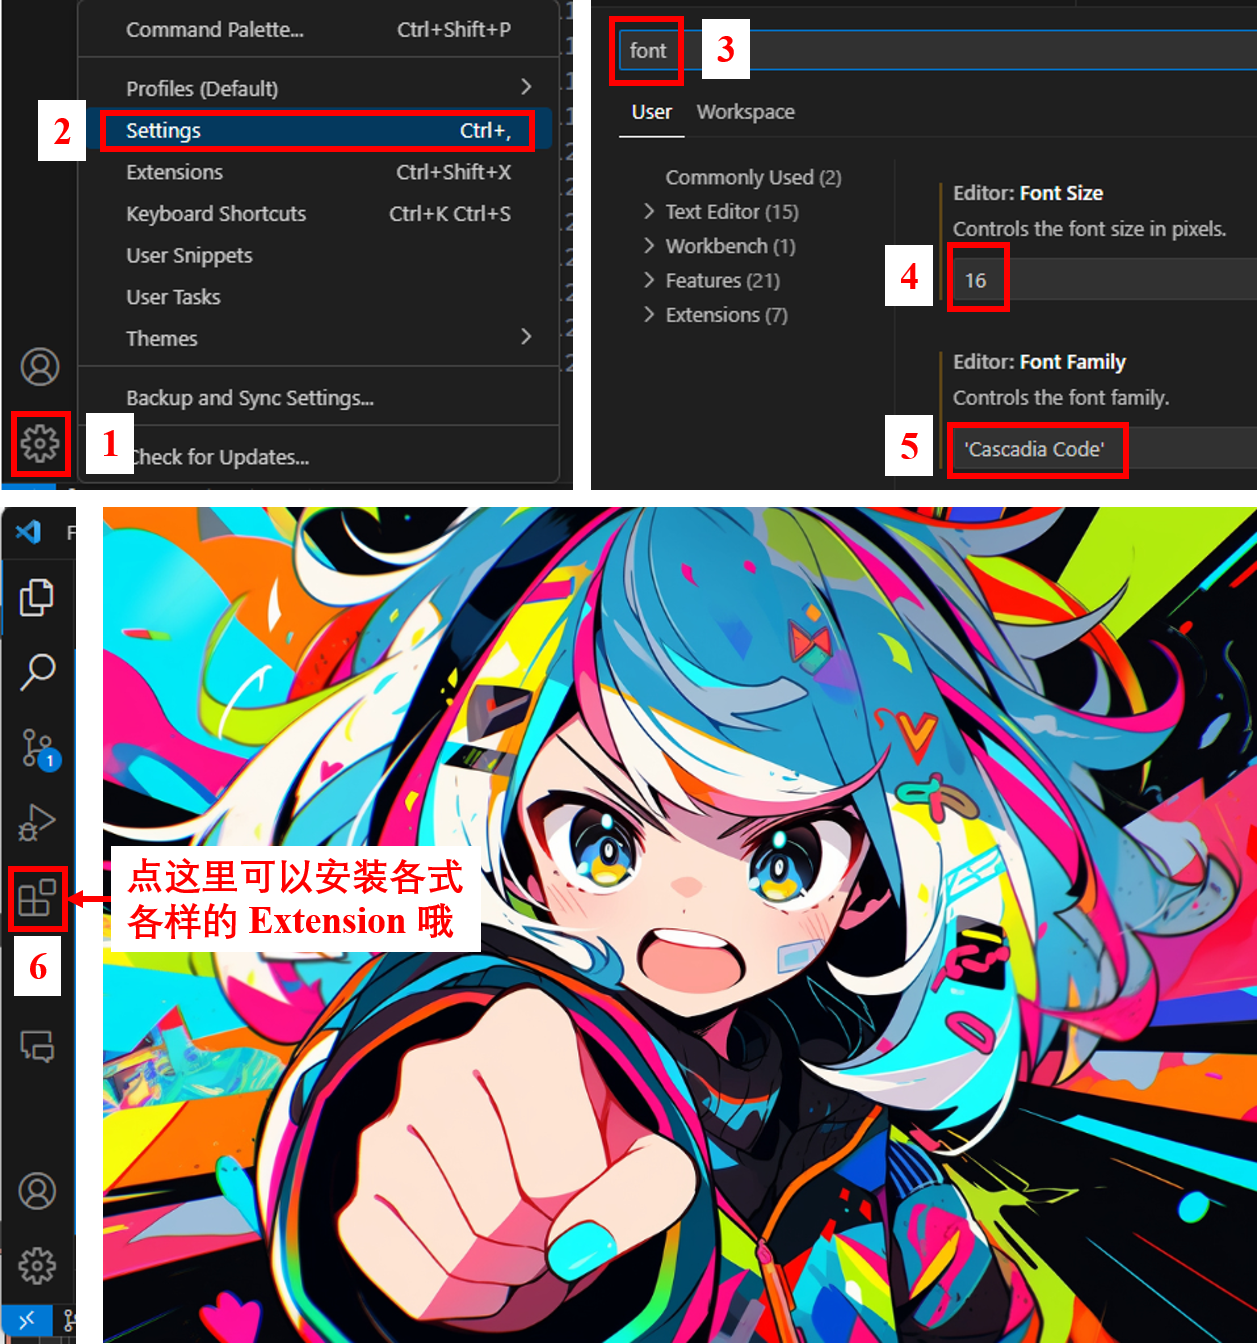 Command Palette... Ctrl+Shift+P
Profiles (Default)
2
Settings Ctrl+,
Extensions Ctrl+Shift+X
Keyboard Shortcuts Ctrl+K Ctrl+S
User Snippets
User Tasks
Themes
Backup and Sync Settings...
1
Check for Updates...
font
3
User Workspace
Commonly Used (2)
Text Editor (15)
Workbench (1)
Features (21)
Extensions (7)
Editor: Font Size
Controls the font size in pixels.
4
16
Editor: Font Family
Controls the font family.
5
'Cascadia Code'
F
1
点这里可以安装各式
各样的 Extension 哦
6